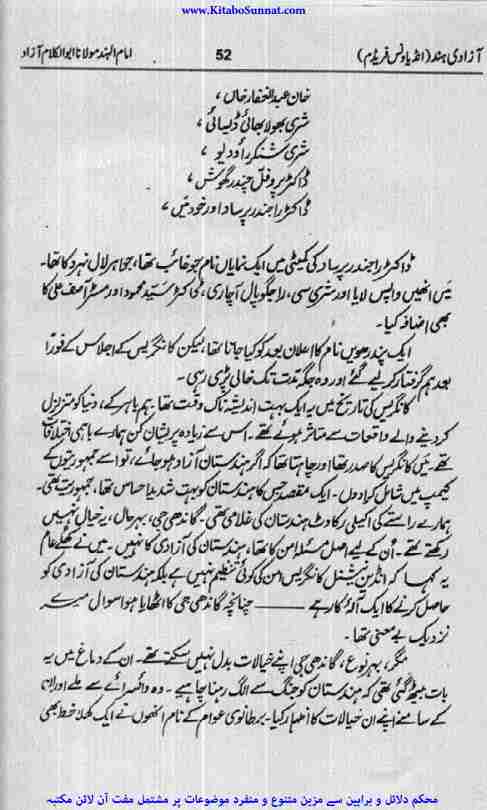 www.KitaboSunnat.com
آزادی ہند (انڈیا ونس فریڈم) 52 امام الہند مولانا ابوالکلام آزاد
خان عبدالغفار خاں،
شری بھولا بھائی ڈیسائی،
شری شنکر راؤ دیو،
ڈاکٹر پرفل چندر گھوش،
ڈاکٹر راجندر پرساد اور خود میں،
ڈاکٹر راجندر پرساد کی کمیٹی میں ایک نمایاں نام جو غائب تھا، جواہر لال نہرو کا تھا۔
میں انھیں واپس لایا اور شری سی، راجگوپال آچاری، ڈاکٹر سید محمود اور مسٹر آصف علی کا
بھی اضافہ کیا۔
ایک پندرھویں نام کا اعلان بعد کو کیا جانا تھا، لیکن کانگریس کے اجلاس کے فوراً
بعد ہم گرفتار کر لیے گئے اور وہ جگہ مدت تک خالی پڑی رہی۔
کانگریس کی تاریخ میں یہ ایک بہت اندیشہ ناک وقت تھا، ہم باہر کے، دنیا کو متزلزل
کر دینے والے واقعات سے متاثر ہوئے تھے۔ اس سے زیادہ پریشان کن ہمارے باہمی اختلافات
تھے۔ میں کانگریس کا صدر تھا اور چاہتا تھا کہ اگر ہندستان آزاد ہو جائے، تو اسے جمہوریتوں کے
کیمپ میں شامل کرا دوں۔ ایک مقصد جس کا ہندستان کو بہت شدید احساس تھا، جمہوریت تھی۔
ہمارے راستے کی اکیلی رکاوٹ ہندستان کی غلامی تھی۔ گاندھی جی، بہرحال، یہ خیال نہیں
رکھتے تھے۔ ان کے لیے اصل مسئلہ امن کا تھا، ہندستان کی آزادی کا نہیں۔ میں نے کھلے عام
یہ کہا کہ انڈین نیشنل کانگریس امن کی کوئی تنظیم نہیں ہے بلکہ ہندستان کی آزادی کو
حاصل کرنے کا ایک آلۂ کار ہے ——— چنانچہ گاندھی جی کا اٹھایا ہوا سوال میرے
نزدیک بے معنی تھا۔
مگر، بہر نوع، گاندھی جی اپنے خیالات بدل نہیں سکتے تھے۔ ان کے دماغ میں یہ
بات بیٹھ گئی تھی کہ ہندستان کو جنگ سے الگ رہنا چاہیے۔ وہ وائسرائے سے ملے اور ان
کے سامنے اپنے ان خیالات کا اظہار کیا۔ برطانوی عوام کے نام انھوں نے ایک کھلا خط بھی
محکم دلائل و براہین سے مزین متنوع و منفرد موضوعات پر مشتمل مفت آن لائن مکتبہ